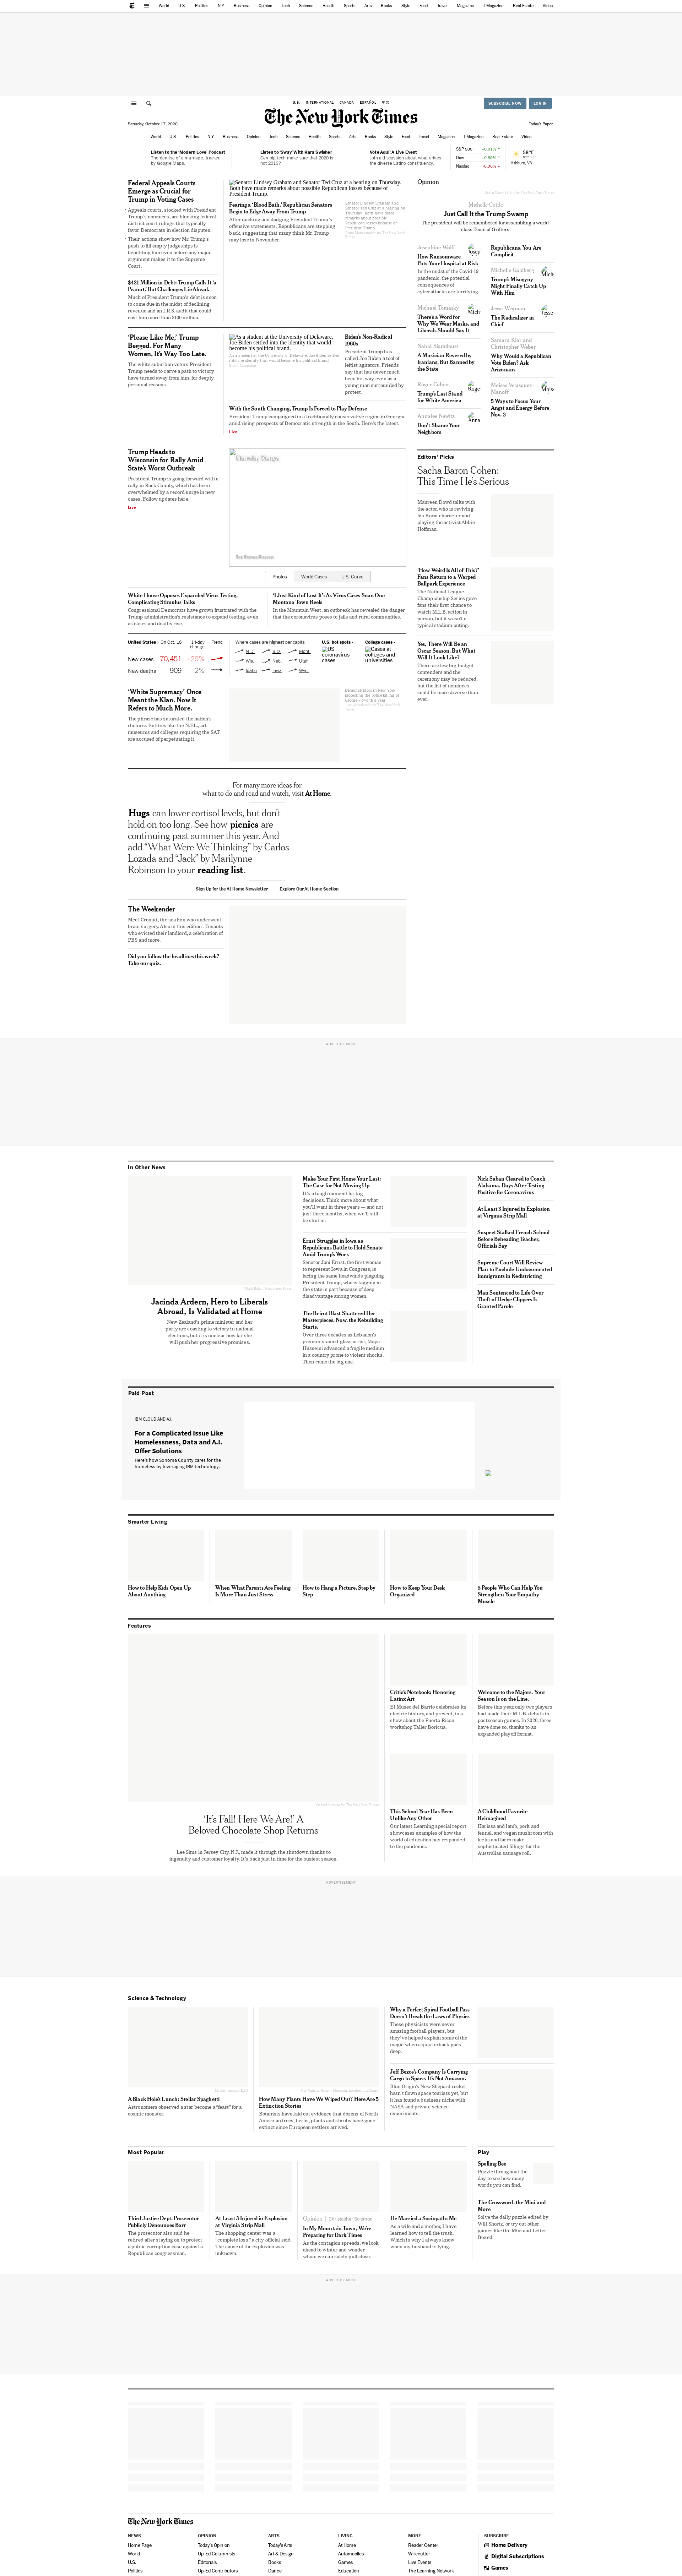 World U.S. Politics N.Y. Business Opinion Tech Science Health Sports Arts Books Style Food Travel Magazine T Magazine Real Estate Video
U.S. INTERNATIONAL CANADA ESPAÑOL 中文
SUBSCRIBE NOW LOG IN
The New York Times
Saturday, October 17, 2020
Today's Paper
World U.S. Politics N.Y. Business Opinion Tech Science Health Sports Arts Books Style Food Travel Magazine T Magazine Real Estate Video
Listen to the 'Modern Love' Podcast
The demise of a marriage, tracked by Google Maps.
Listen to 'Sway' With Kara Swisher
Can big tech make sure that 2020 is not 2016?
Vote Aqui! A Live Event
Join a discussion about what drives the diverse Latino constituency.
S&P 500 +0.01%
Dow +0.39%
Nasdaq -0.36%
58°F
Ashburn, VA
Federal Appeals Courts
Emerge as Crucial for
Trump in Voting Cases
Appeals courts, stocked with President
Trump's nominees, are blocking federal
district court rulings that possibly
favor Democrats in election disputes.
Their actions show how Mr. Trump's
push to fill empty judgeships is
benefiting him even before any major
election argument makes it to the Supreme
Court.
$421 Million in Debt: Trump Calls It 'a
Peanut,' But Challenges Lie Ahead.
Much of President Trump's debt is soon
to come due in the midst of declining
revenue and an I.R.S. audit that could
cost him more than $100 million.
Senator Lindsey Graham and Senator Ted Cruz at a hearing on Thursday.
Both have made remarks about possible Republican losses because of
President Trump.
Fearing a 'Blood Bath,' Republican Senators
Begin to Edge Away From Trump
After ducking and dodging President Trump's
offensive statements, Republicans are stepping
back, suggesting that many think Mr. Trump
may lose in November.
'Please Like Me,' Trump
Begged. For Many
Women, It's Way Too Late.
The white suburban voters President
Trump needs to carve a path to victory
have turned away from him, for deeply
personal reasons.
As a student at the University of Delaware,
Joe Biden settled into the identity that would
become his political brand.
Biden's Non-Radical
1960s
President Trump has
called Joe Biden a tool of
leftist agitators. Friends
say that has never much
been his way, even as a
young man surrounded by
protest.
With the South Changing, Trump Is Forced to Play Defense
President Trump campaigned in a traditionally conservative region in Georgia
amid rising prospects of Democratic strength in the South. Here's the latest.
Live
Trump Heads to
Wisconsin for Rally Amid
State's Worst Outbreak
President Trump is going forward with a
rally in Rock County, which has been
overwhelmed by a record surge in new
cases. Follow updates here.
Live
Photos World Cases U.S. Curve
White House Opposes Expanded Virus Testing,
Complicating Stimulus Talks
Congressional Democrats have grown frustrated with the
Trump administration's resistance to expand testing, even
as cases and deaths rise.
'I Just Kind of Lost It': As Virus Cases Soar, One
Montana Town Reels
In the Mountain West, an outbreak has revealed the danger
that the coronavirus poses to jails and rural communities.
United States › On Oct. 16 14-day change Trend
New cases 70,451 +29%
New deaths 909 +2%
Where cases are highest per capita
N.D. S.D. Mont.
Wis. Neb. Utah
Idaho Iowa Wyo.
U.S. hot spots ›
US coronavirus cases
College cases ›
Cases at colleges and universities
'White Supremacy' Once
Meant the Klan. Now It
Refers to Much More.
The phrase has saturated the nation's
rhetoric. Entities like the N.F.L., art
museums and colleges requiring the SAT
are accused of perpetuating it.
For many more ideas for
what to do and read and watch, visit At Home.
Hugs can lower cortisol levels, but don't
hold on too long. See how picnics are
continuing past summer this year. And
add "What Were We Thinking" by Carlos
Lozada and "Jack" by Marilynne
Robinson to your reading list.
Sign Up for the At Home Newsletter Explore Our At Home Section
The Weekender
Meet Cromwit, the sea lion who underwent
brain surgery. Also in this edition: Tenants
who evicted their landlord, a celebration of
PBS and more.
Did you follow the headlines this week?
Take our quiz.
Opinion
Michelle Cottle
Just Call It the Trump Swamp
The president will be responsible for a world-
class Team of Grifters.
Josephine Wolff
How Ransomware
Puts Your Hospital at Risk
In the midst of the Covid-19
pandemic, the potential
consequences of
cyberattacks are terrifying.
Michael Tomasky
There's a Word for
Why We Wear Masks, and
Liberals Should Say It
Nahid Siamdoust
A Musician Revered by
Iranians, But Banned by
the State
Roger Cohen
Trump's Last Stand
for White America
Annalee Newitz
Don't Shame Your
Neighbors
Republicans, You Are
Complicit
Michelle Goldberg
Trump's Misogyny
Might Finally Catch Up
With Him
Jesse Wegman
The Radicalizer in
Chief
Samara Klar and
Christopher Weber
Why Would a Republican
Vote Biden? Ask
Arizonans
Moises Velasquez-
Manoff
5 Ways to Focus Your
Angst and Energy Before
Nov. 3
Editors' Picks
Sacha Baron Cohen:
This Time He's Serious
Maureen Dowd talks with
the actor, who is reviving
his Borat character and
playing the activist Abbie
Hoffman.
'How Weird Is All of This?'
Fans Return to a Warped
Ballpark Experience
The National League
Championship Series gave
fans their first chance to
watch M.L.B. action in
person, but it wasn't a
typical stadium outing.
Yes, There Will Be an
Oscar Season. But What
Will It Look Like?
There are few big-budget
contenders and the
ceremony may be reduced,
but the list of nominees
could be more diverse than
ever.
ADVERTISEMENT
In Other News
Jacinda Ardern, Hero to Liberals
Abroad, Is Validated at Home
New Zealand's prime minister and her
party are coasting to victory in national
elections, but it is unclear how far she
will push her progressive promises.
Make Your First Home Your Last:
The Case for Not Moving Up
It's a tough moment for big
decisions. Think more about what
you'll want in three years — and not
just three months, when we'll still
be shut in.
Ernst Struggles in Iowa as
Republicans Battle to Hold Senate
Amid Trump's Woes
Senator Joni Ernst, the first woman
to represent Iowa in Congress, is
facing the same headwinds plaguing
President Trump, who is lagging in
the state in part because of deep
disadvantage among women.
The Beirut Blast Shattered Her
Masterpieces. Now, the Rebuilding
Starts.
Over three decades as Lebanon's
premier stained-glass artist, Maya
Husseini advanced a fragile medium
in a country prone to violent shocks.
Then came the big one.
Nick Saban Cleared to Coach
Alabama, Days After Testing
Positive for Coronavirus
At Least 3 Injured in Explosion
at Virginia Strip Mall
Suspect Stalked French School
Before Beheading Teacher,
Officials Say
Supreme Court Will Review
Plan to Exclude Undocumented
Immigrants in Redistricting
Man Sentenced to Life Over
Theft of Hedge Clippers Is
Granted Parole
Paid Post
IBM CLOUD AND A.I.
For a Complicated Issue Like
Homelessness, Data and A.I.
Offer Solutions
Here's how Sonoma County cares for the
homeless by leveraging IBM technology.
Smarter Living
How to Help Kids Open Up
About Anything
When What Parents Are Feeling
Is More Than Just Stress
How to Hang a Picture, Step by
Step
How to Keep Your Desk
Organized
5 People Who Can Help You
Strengthen Your Empathy
Muscle
Features
'It's Fall! Here We Are!' A
Beloved Chocolate Shop Returns
Lee Sims in Jersey City, N.J., made it through the shutdown thanks to
ingenuity and customer loyalty. It's back just in time for its busiest season.
Critic's Notebook: Honoring
Latinx Art
El Museo del Barrio celebrates its
electric history, and present, in a
show about the Puerto Rican
workshop Taller Boricua.
Welcome to the Majors. Your
Season Is on the Line.
Before this year, only two players
had made their M.L.B. debuts in
postseason games. In 2020, three
have done so, thanks to an
expanded playoff format.
This School Year Has Been
Unlike Any Other
Our latest Learning special report
showcases examples of how the
world of education has responded
to the pandemic.
A Childhood Favorite
Reimagined
Harissa and lamb, pork and
fennel, and vegan mushroom with
leeks and farro make
sophisticated fillings for the
Australian sausage roll.
ADVERTISEMENT
Science & Technology
A Black Hole's Lunch: Stellar Spaghetti
Astronomers observed a star become a "feast" for a
cosmic monster.
How Many Plants Have We Wiped Out? Here Are 5
Extinction Stories
Botanists have laid out evidence that dozens of North
American trees, herbs, plants and shrubs have gone
extinct since European settlers arrived.
Why a Perfect Spiral Football Pass
Doesn't Break the Laws of Physics
These physicists were never
amazing football players, but
they've helped explain some of the
magic when a quarterback goes
deep.
Jeff Bezos's Company Is Carrying
Cargo to Space. It's Not Amazon.
Blue Origin's New Shepard rocket
hasn't flown space tourists yet, but
it has found a business niche with
NASA and private science
experiments.
Most Popular
Third Justice Dept. Prosecutor
Publicly Denounces Barr
The prosecutor also said he
retired after staying on to protect
a public corruption case against a
Republican congressman.
At Least 3 Injured in Explosion
at Virginia Strip Mall
The shopping center was a
"complete loss," a city official said.
The cause of the explosion was
unknown.
Opinion | Christopher Solomon
In My Mountain Town, We're
Preparing for Dark Times
As the contagion spreads, we look
ahead to winter and wonder
when we can safely pull close.
He Married a Sociopath: Me
As a wife and a mother, I have
learned how to tell the truth.
Which is why I never know
when my husband is lying.
Play
Spelling Bee
Puzzle throughout the
day to see how many
words you can find.
The Crossword, the Mini and
More
Solve the daily puzzle edited by
Will Shortz, or try out other
games like the Mini and Letter
Boxed.
ADVERTISEMENT
The New York Times
NEWS
Home Page
World
U.S.
Politics
OPINION
Today's Opinion
Op-Ed Columnists
Editorials
Op-Ed Contributors
ARTS
Today's Arts
Art & Design
Books
Dance
LIVING
At Home
Automobiles
Games
Education
MORE
Reader Center
Wirecutter
Live Events
The Learning Network
SUBSCRIBE
Home Delivery
Digital Subscriptions
Games